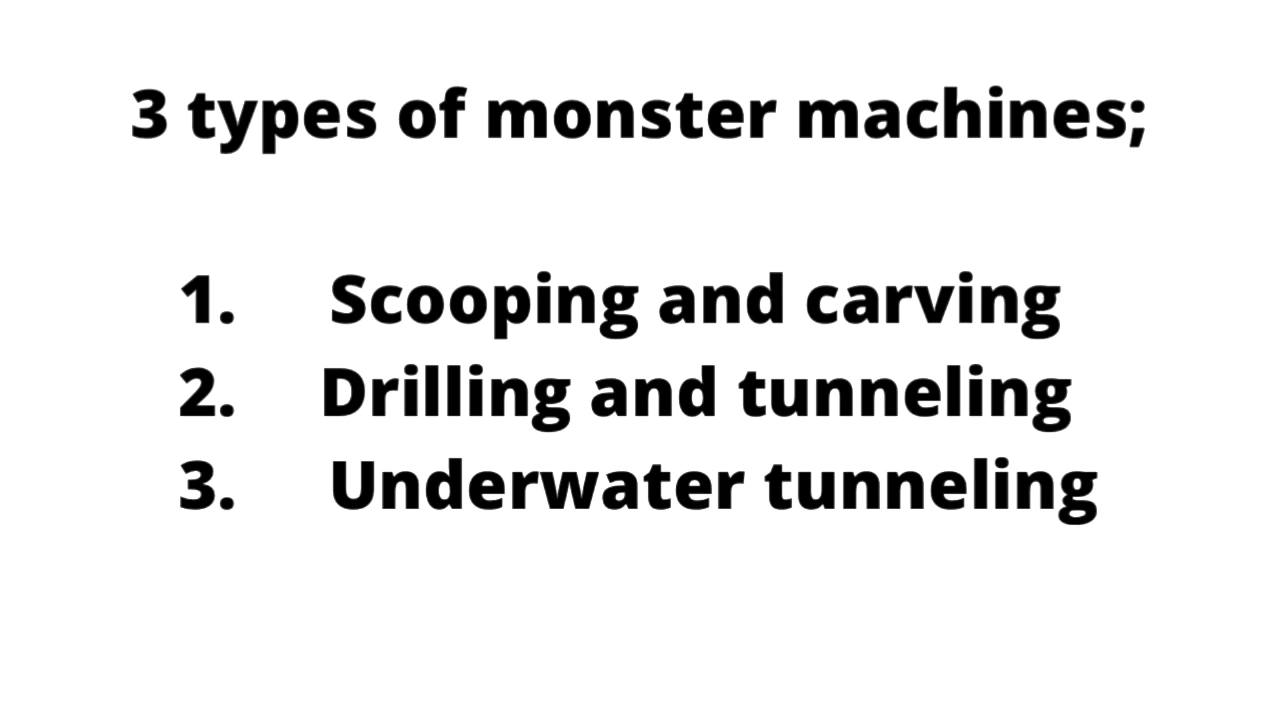 3 types of monster machines;
1. Scooping and carving
2. Drilling and tunneling
3. Underwater tunneling